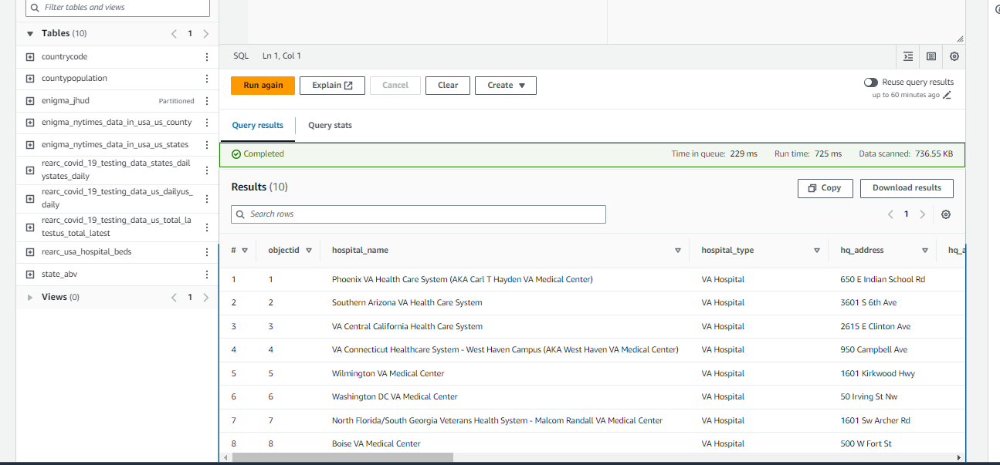 Filter tables and views
Tables (10)
1
countrycode
countypopulation
enigma_jhud
Partitioned
enigma_nytimes_data_in_usa_us_county
enigma_nytimes_data_in_usa_us_states
rearc_covid_19_testing_data_states_dail
ystates_daily
rearc_covid_19_testing_data_us_dailyus_
daily
rearc_covid_19_testing_data_us_total_la
testus_total_latest
rearc_usa_hospital_beds
state_abv
Views (0)
1
SQL Ln 1, Col 1
Run again Explain Cancel Clear Create
Reuse query results
up to 60 minutes ago
Query results Query stats
Completed Time in queue: 229 ms Run time: 725 ms Data scanned: 736.55 KB
Results (10)
Copy Download results
Search rows
1
# objectid hospital_name hospital_type hq_address hq_a
1 1 Phoenix VA Health Care System (AKA Carl T Hayden VA Medical Center) VA Hospital 650 E Indian School Rd
2 2 Southern Arizona VA Health Care System VA Hospital 3601 S 6th Ave
3 3 VA Central California Health Care System VA Hospital 2615 E Clinton Ave
4 4 VA Connecticut Healthcare System - West Haven Campus (AKA West Haven VA Medical Center) VA Hospital 950 Campbell Ave
5 5 Wilmington VA Medical Center VA Hospital 1601 Kirkwood Hwy
6 6 Washington DC VA Medical Center VA Hospital 50 Irving St Nw
7 7 North Florida/South Georgia Veterans Health System - Malcom Randall VA Medical Center VA Hospital 1601 Sw Archer Rd
8 8 Boise VA Medical Center VA Hospital 500 W Fort St